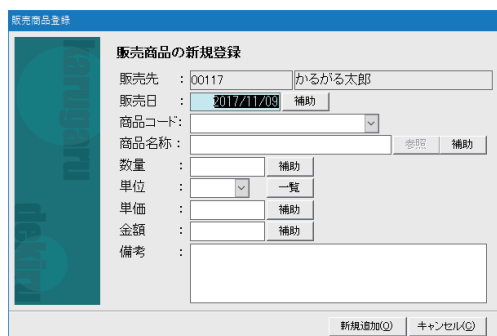 販売商品登録
karugaru
dekiru
販売商品の新規登録
販売先 : 00117 かるがる太郎
販売日 : 2017/11/09 補助
商品コード:
商品名称 : 参照 補助
数量 : 補助
単位 : 一覧
単価 : 補助
金額 : 補助
備考 :
新規追加(O) キャンセル(C)